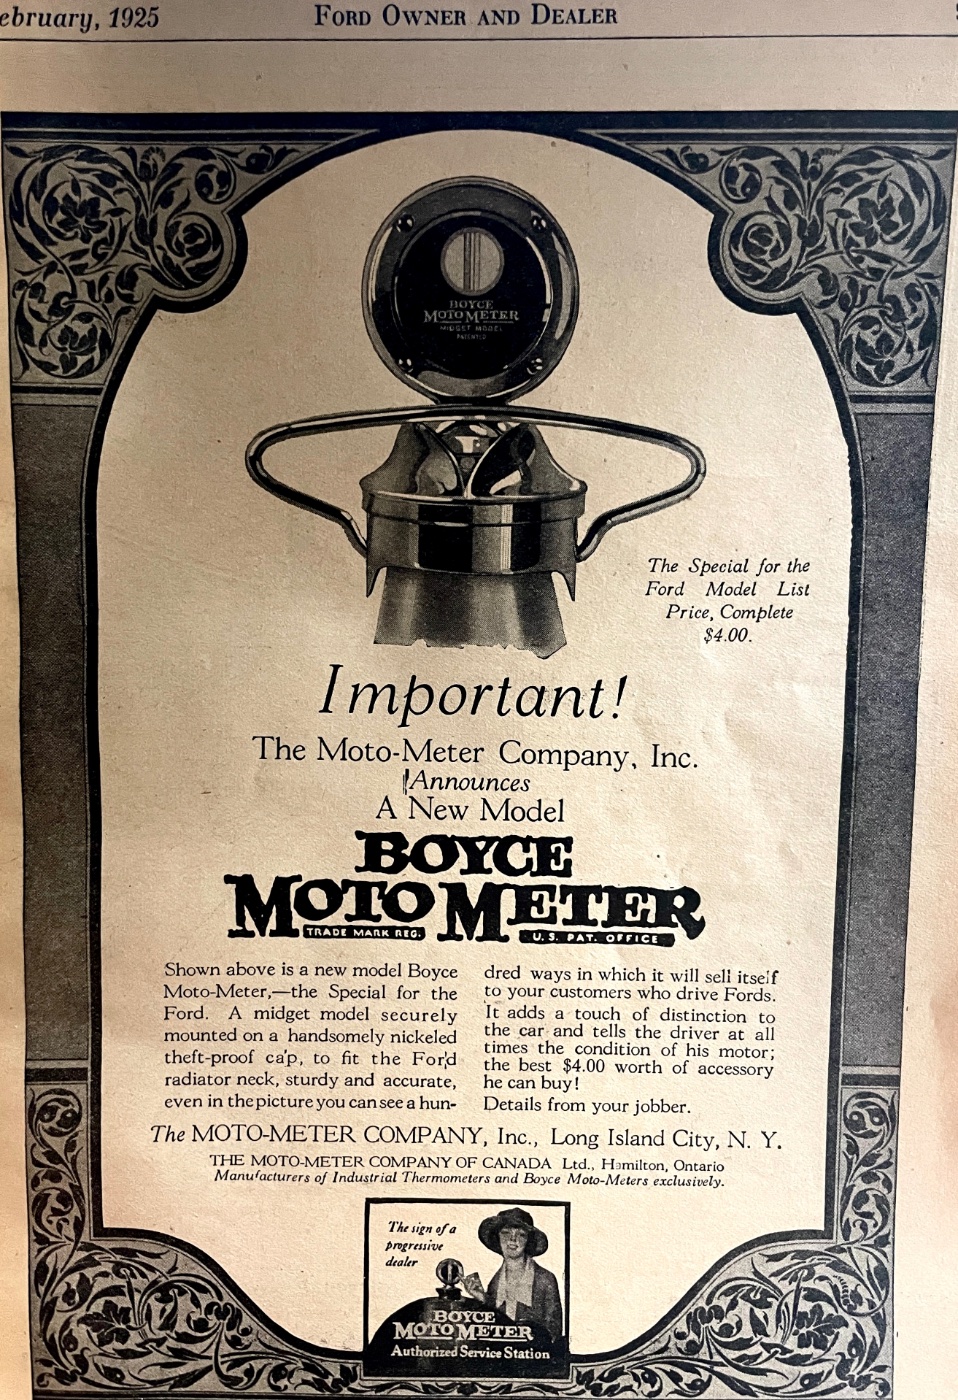 ebruary, 1925
FORD OWNER AND DEALER
BOYCE
MOTOMETER
MIDGET MODEL
PATENTED
The Special for the
Ford Model List
Price, Complete
$4.00.
Important!
The Moto-Meter Company, Inc.
Announces
A New Model
BOYCE
MOTOMETER
TRADE MARK REG. U.S. PAT. OFFICE
Shown above is a new model Boyce
Moto-Meter,—the Special for the
Ford. A midget model securely
mounted on a handsomely nickeled
theft-proof cap, to fit the Ford
radiator neck, sturdy and accurate,
even in the picture you can see a hun-
dred ways in which it will sell itself
to your customers who drive Fords.
It adds a touch of distinction to
the car and tells the driver at all
times the condition of his motor;
the best $4.00 worth of accessory
he can buy!
Details from your jobber.
The MOTO-METER COMPANY, Inc., Long Island City, N. Y.
THE MOTO-METER COMPANY OF CANADA Ltd., Hamilton, Ontario
Manufacturers of Industrial Thermometers and Boyce Moto-Meters exclusively.
The sign of a
progressive
dealer
BOYCE
MOTOMETER
Authorized Service Station